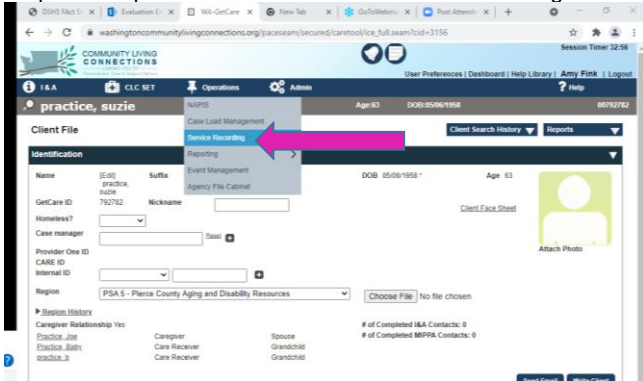 DSHS FAct St
Evaluation Ex
WA-GetCare
New Tab
GoToWebinar
Post Attende
washingtoncommunitylivingconnections.org/paceseam/secured/caretool/ice_full.seam?cid=3156
COMMUNITY LIVING
CONNECTIONS
Session Timer 32:56
User Preferences | Dashboard | Help Library | Amy Fink | Logout
I & A CLC SET Operations Admin ? Help
practice, suzie Age:63 DOB:05/06/1958 00792782
NAPIS
Case Load Management
Service Recording
Reporting
Event Management
Agency File Cabinet
Client File Client Search History Reports
Identification
Name [Edit] Suffix DOB 05/06/1958 * Age 63
practice,
suzie
GetCare ID 792782 Nickname Client Face Sheet
Homeless?
Case manager Reset
Attach Photo
Provider One ID
CARE ID
Internal ID
Region PSA 5 - Pierce County Aging and Disability Resources Choose File No file chosen
Region History
Caregiver Relationship Yes # of Completed I&A Contacts: 0
Practice, Joe Caregiver Spouse # of Completed MIPPA Contacts: 0
Practice, Baby Care Receiver Grandchild
practice, b Care Receiver Grandchild
Send Email Write Client